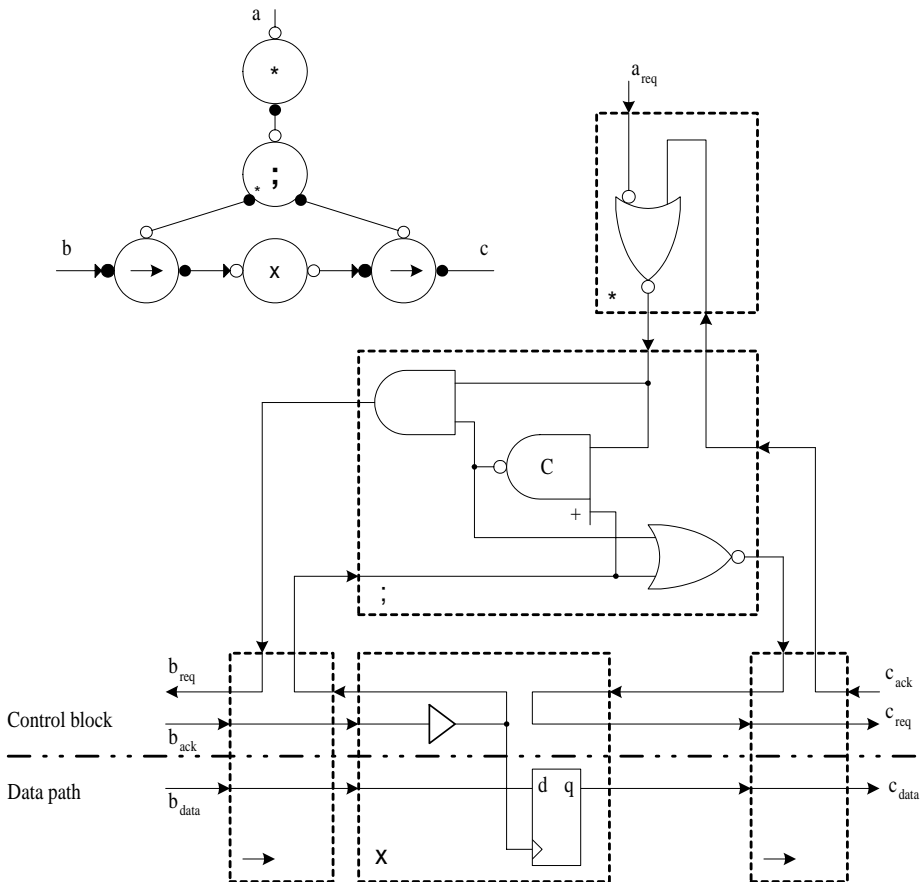 a
*
;
*
b
x
c
a_req
*
C
+
;
b_req
c_ack
Control block
b_ack
c_req
Data path
b_data
d q
c_data
x